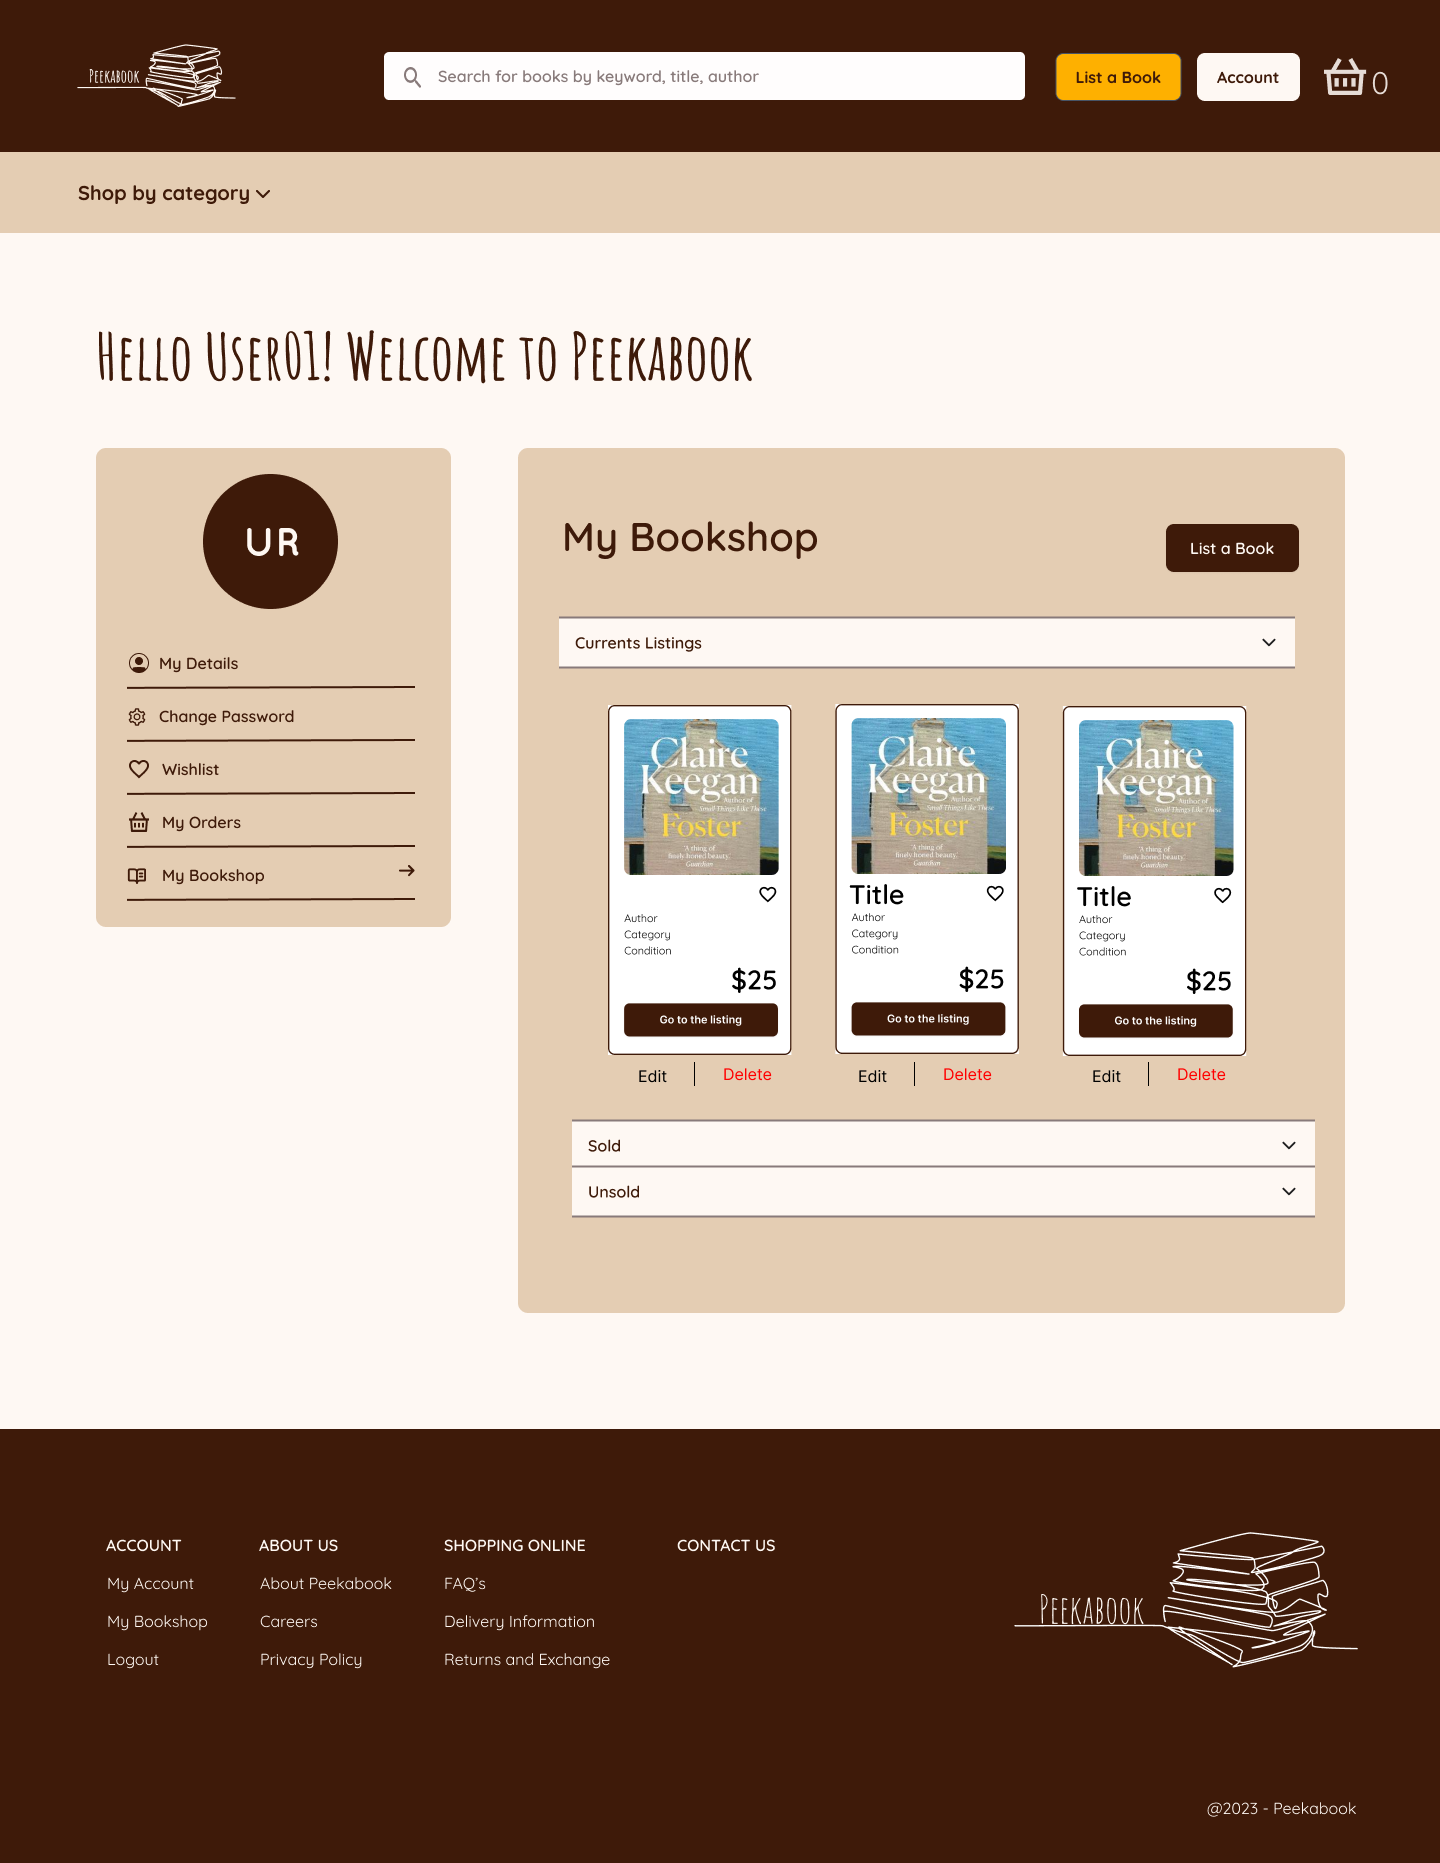 Peekabook
Search for books by keyword, title, author
List a Book
Account
0
Shop by category
Hello User01! Welcome to Peekabook
UR
My Details
Change Password
Wishlist
My Orders
My Bookshop
My Bookshop
List a Book
Currents Listings
Claire
Keegan
Author of
Small Things Like These
Foster
'A thing of
finely honed beauty.'
Guardian
Author
Category
Condition
$25
Go to the listing
Edit
Delete
Claire
Keegan
Author of
Small Things Like These
Foster
'A thing of
finely honed beauty.'
Guardian
Title
Author
Category
Condition
$25
Go to the listing
Edit
Delete
Claire
Keegan
Author of
Small Things Like These
Foster
'A thing of
finely honed beauty.'
Guardian
Title
Author
Category
Condition
$25
Go to the listing
Edit
Delete
Sold
Unsold
ACCOUNT
My Account
My Bookshop
Logout
ABOUT US
About Peekabook
Careers
Privacy Policy
SHOPPING ONLINE
FAQ's
Delivery Information
Returns and Exchange
CONTACT US
Peekabook
@2023 - Peekabook